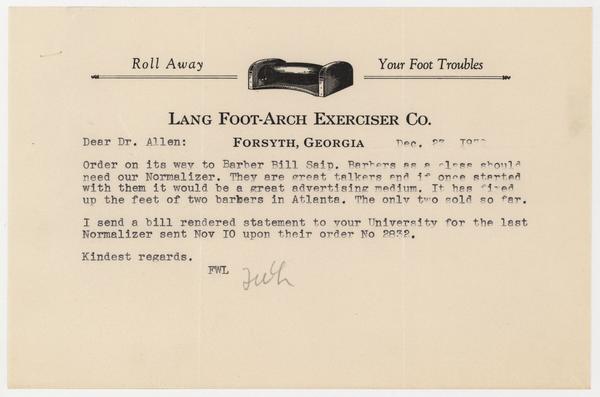 Roll Away Your Foot Troubles
LANG FOOT-ARCH EXERCISER CO.
Dear Dr. Allen: FORSYTH, GEORGIA Dec. 27
Order on its way to Barber Bill Saip. Barbers as a class should
need our Normalizer. They are great talkers and if once started
with them it would be a great advertising medium. It has fixed
up the feet of two barbers in Atlanta. The only two sold so far.
I send a bill rendered statement to your University for the last
Normalizer sent Nov IO upon their order No 2832.
Kindest regards.
FWL